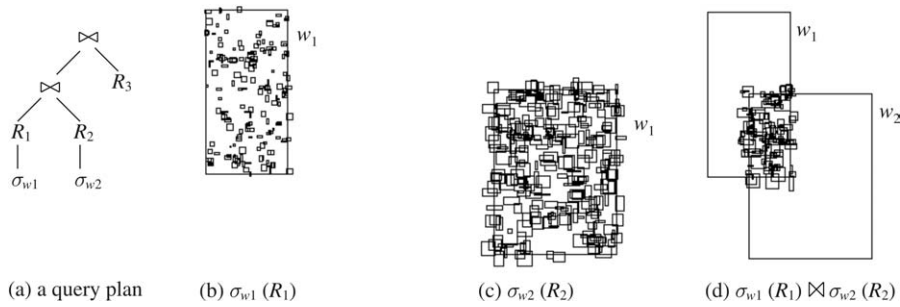 ⋈
⋈ R3
R1 R2
σw1 σw2
w1
w1
w1
w2
(a) a query plan
(b) σw1 (R1)
(c) σw2 (R2)
(d) σw1 (R1) ⋈ σw2 (R2)